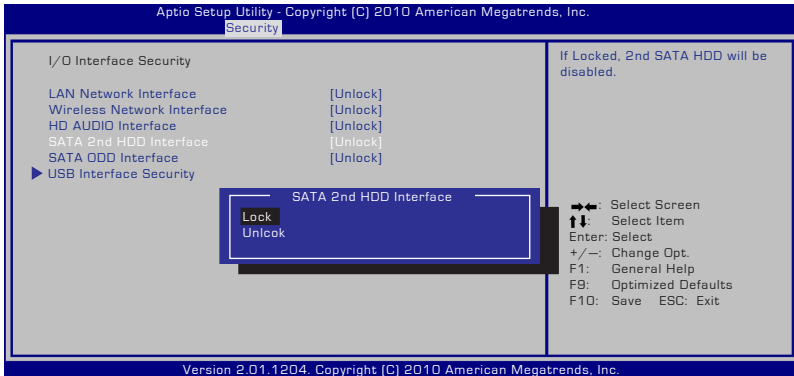 Aptio Setup Utility - Copyright (C) 2010 American Megatrends, Inc.
Security
I/O Interface Security
LAN Network Interface [Unlock]
Wireless Network Interface [Unlock]
HD AUDIO Interface [Unlock]
SATA 2nd HDD Interface [Unlock]
SATA ODD Interface [Unlock]
USB Interface Security
SATA 2nd HDD Interface
Lock
Unlcok
If Locked, 2nd SATA HDD will be
disabled.
→←: Select Screen
↑↓: Select Item
Enter: Select
+/—: Change Opt.
F1: General Help
F9: Optimized Defaults
F10: Save ESC: Exit
Version 2.01.1204. Copyright (C) 2010 American Megatrends, Inc.